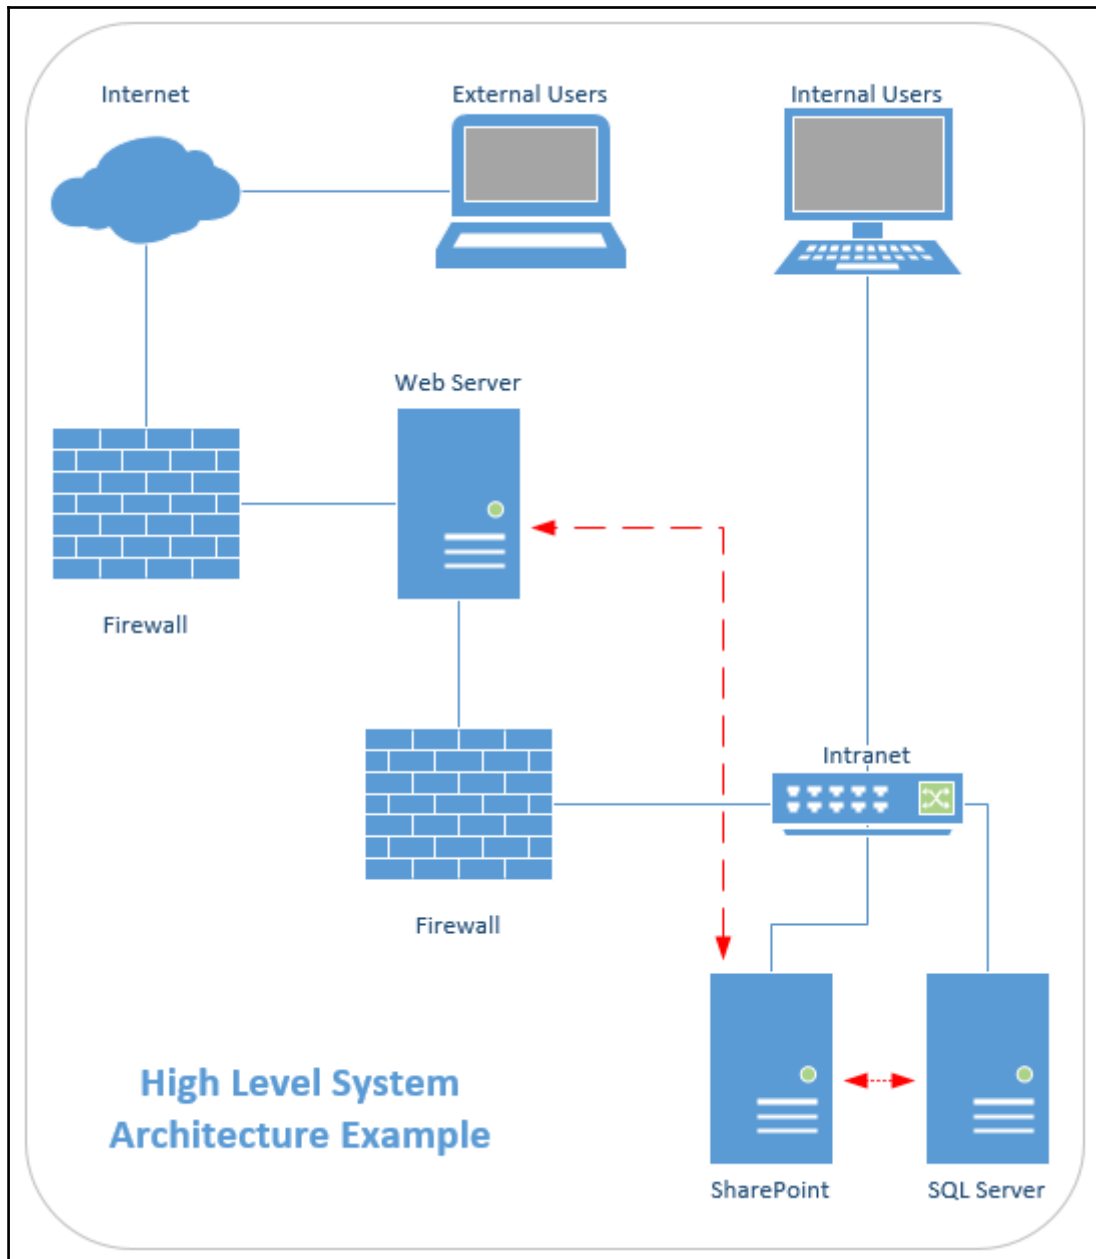 Internet
External Users
Internal Users
Web Server
Firewall
Intranet
Firewall
High Level System
Architecture Example
SharePoint
SQL Server